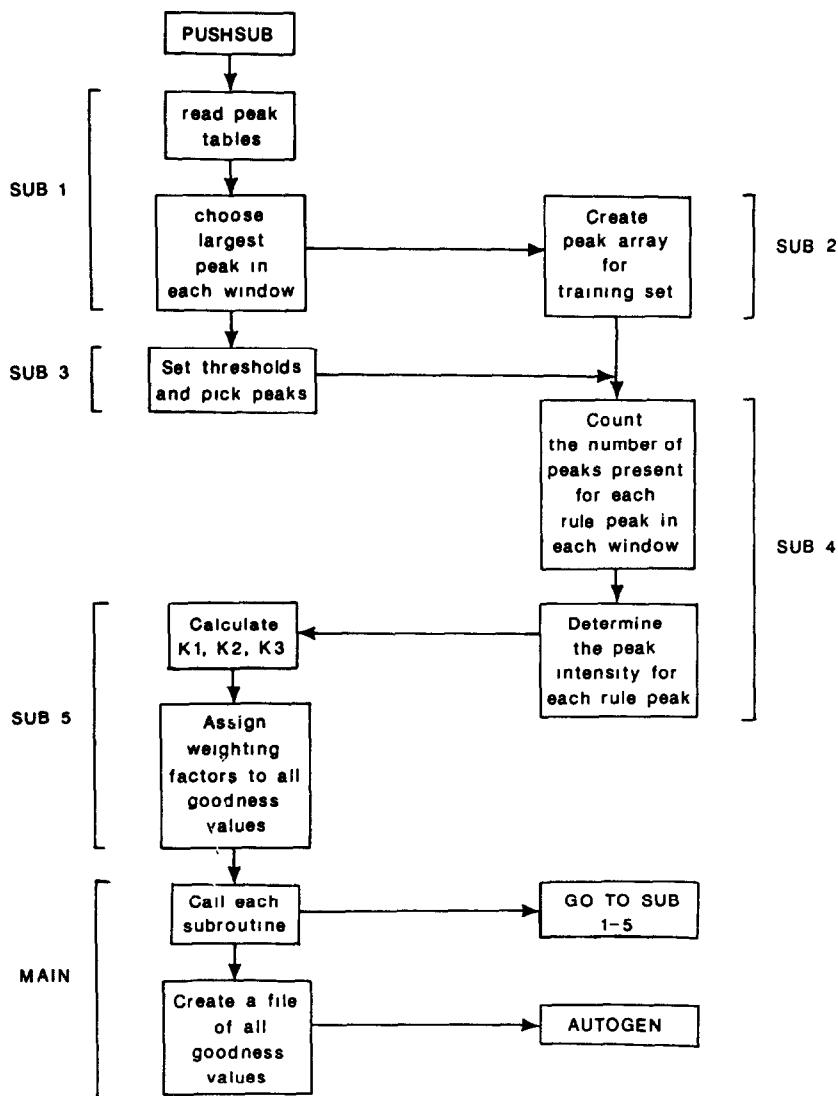 PUSHSUB
SUB 1
read peak
tables
choose
largest
peak in
each window
Create
peak array
for
training set
SUB 2
SUB 3
Set thresholds
and pick peaks
Count
the number of
peaks present
for each
rule peak in
each window
SUB 4
Determine
the peak
intensity for
each rule peak
SUB 5
Calculate
K1, K2, K3
Assign
weighting
factors to all
goodness
values
MAIN
Call each
subroutine
GO TO SUB
1-5
Create a file
of all
goodness
values
AUTOGEN